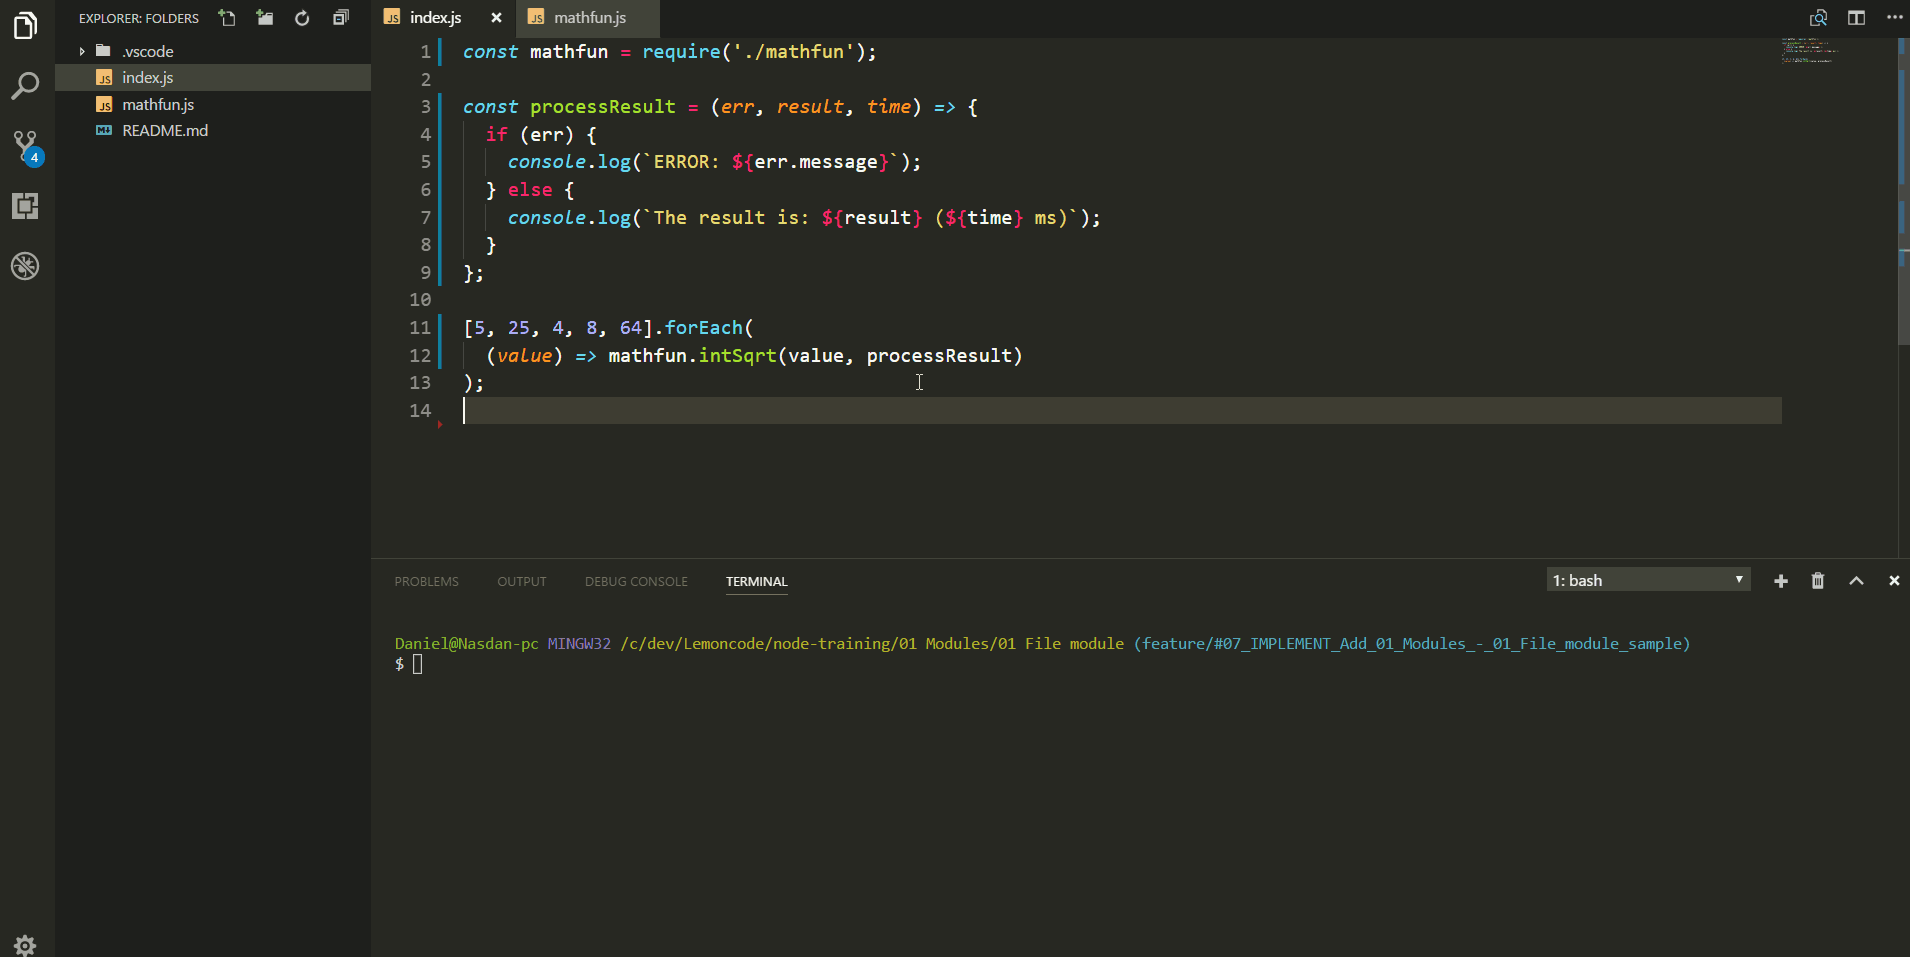 EXPLORER: FOLDERS
.vscode
JS index.js
JS mathfun.js
README.md
4
JS index.js × JS mathfun.js
1 const mathfun = require('./mathfun');
2
3 const processResult = (err, result, time) => {
4 if (err) {
5 console.log(`ERROR: ${err.message}`);
6 } else {
7 console.log(`The result is: ${result} (${time} ms)`);
8 }
9 };
10
11 [5, 25, 4, 8, 64].forEach(
12 (value) => mathfun.intSqrt(value, processResult)
13 );
14
PROBLEMS OUTPUT DEBUG CONSOLE TERMINAL 1: bash
Daniel@Nasdan-pc MINGW32 /c/dev/Lemoncode/node-training/01 Modules/01 File module (feature/#07_IMPLEMENT_Add_01_Modules_-_01_File_module_sample)
$